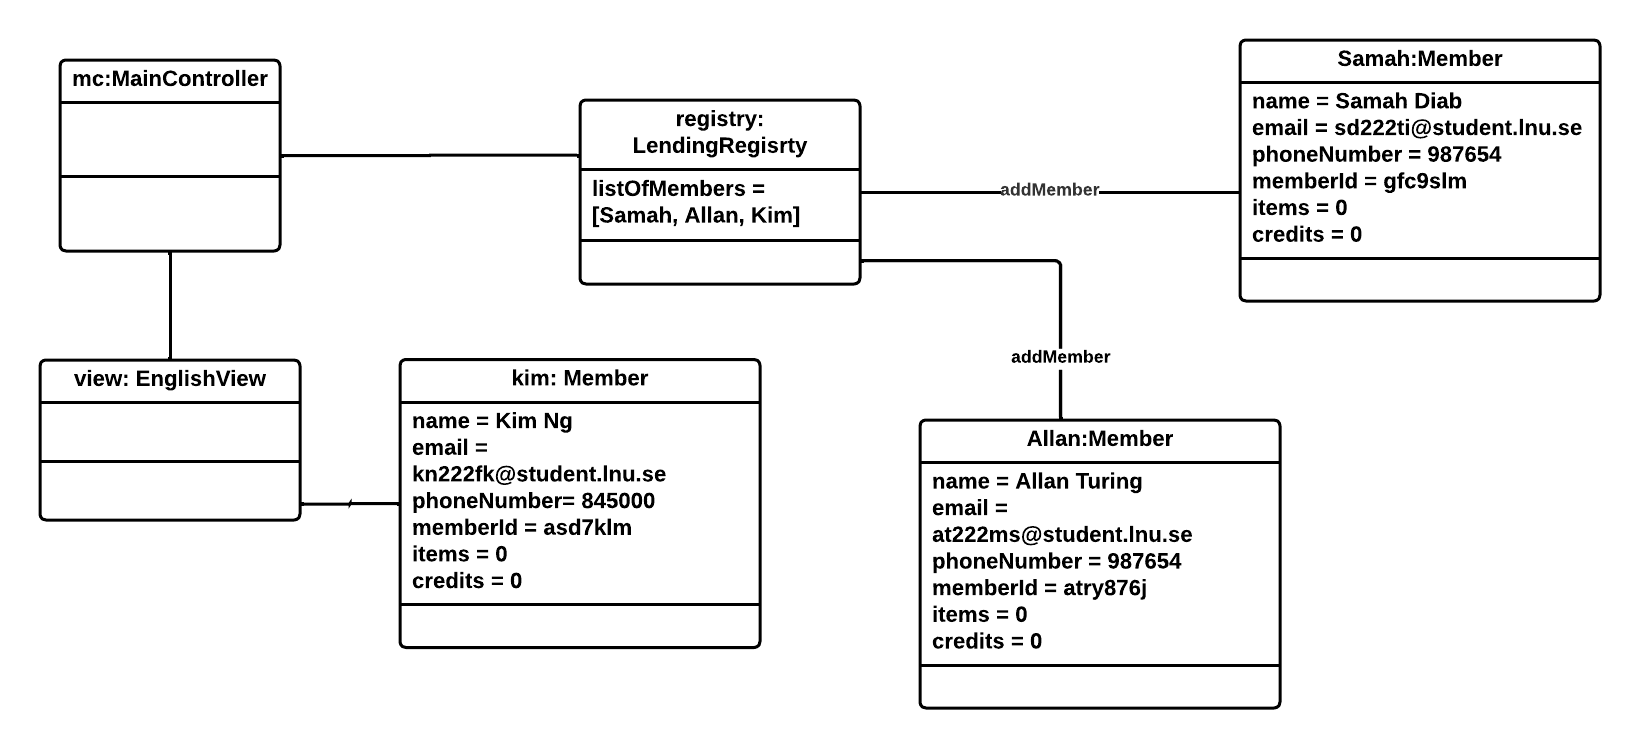 mc:MainController
registry:
LendingRegisrty
listOfMembers =
[Samah, Allan, Kim]
addMember
Samah:Member
name = Samah Diab
email = sd222ti@student.lnu.se
phoneNumber = 987654
memberId = gfc9slm
items = 0
credits = 0
view: EnglishView
kim: Member
name = Kim Ng
email =
kn222fk@student.lnu.se
phoneNumber= 845000
memberId = asd7klm
items = 0
credits = 0
addMember
Allan:Member
name = Allan Turing
email =
at222ms@student.lnu.se
phoneNumber = 987654
memberId = atry876j
items = 0
credits = 0